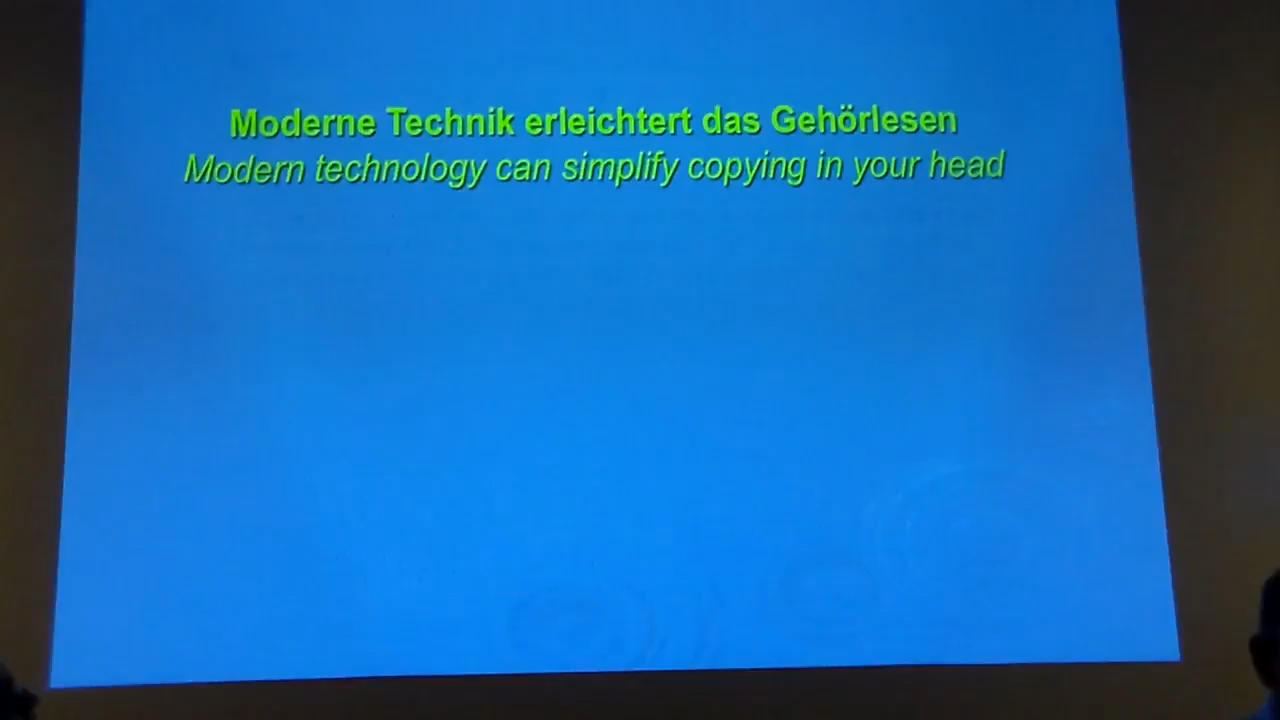 Moderne Technik erleichtert das Gehörlesen
Modern technology can simplify copying in your head